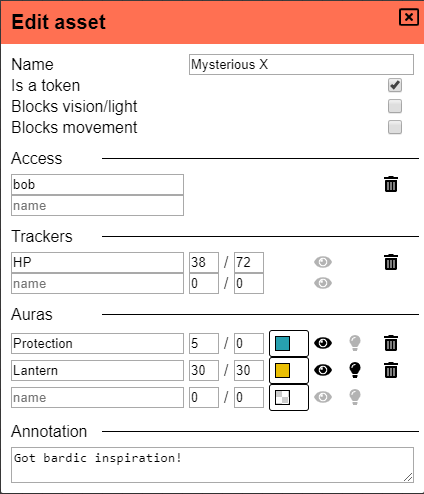 Edit asset
Name Mysterious X
Is a token
Blocks vision/light
Blocks movement
Access
bob
name
Trackers
HP 38 / 72
name 0 / 0
Auras
Protection 5 / 0
Lantern 30 / 30
name 0 / 0
Annotation
Got bardic inspiration!